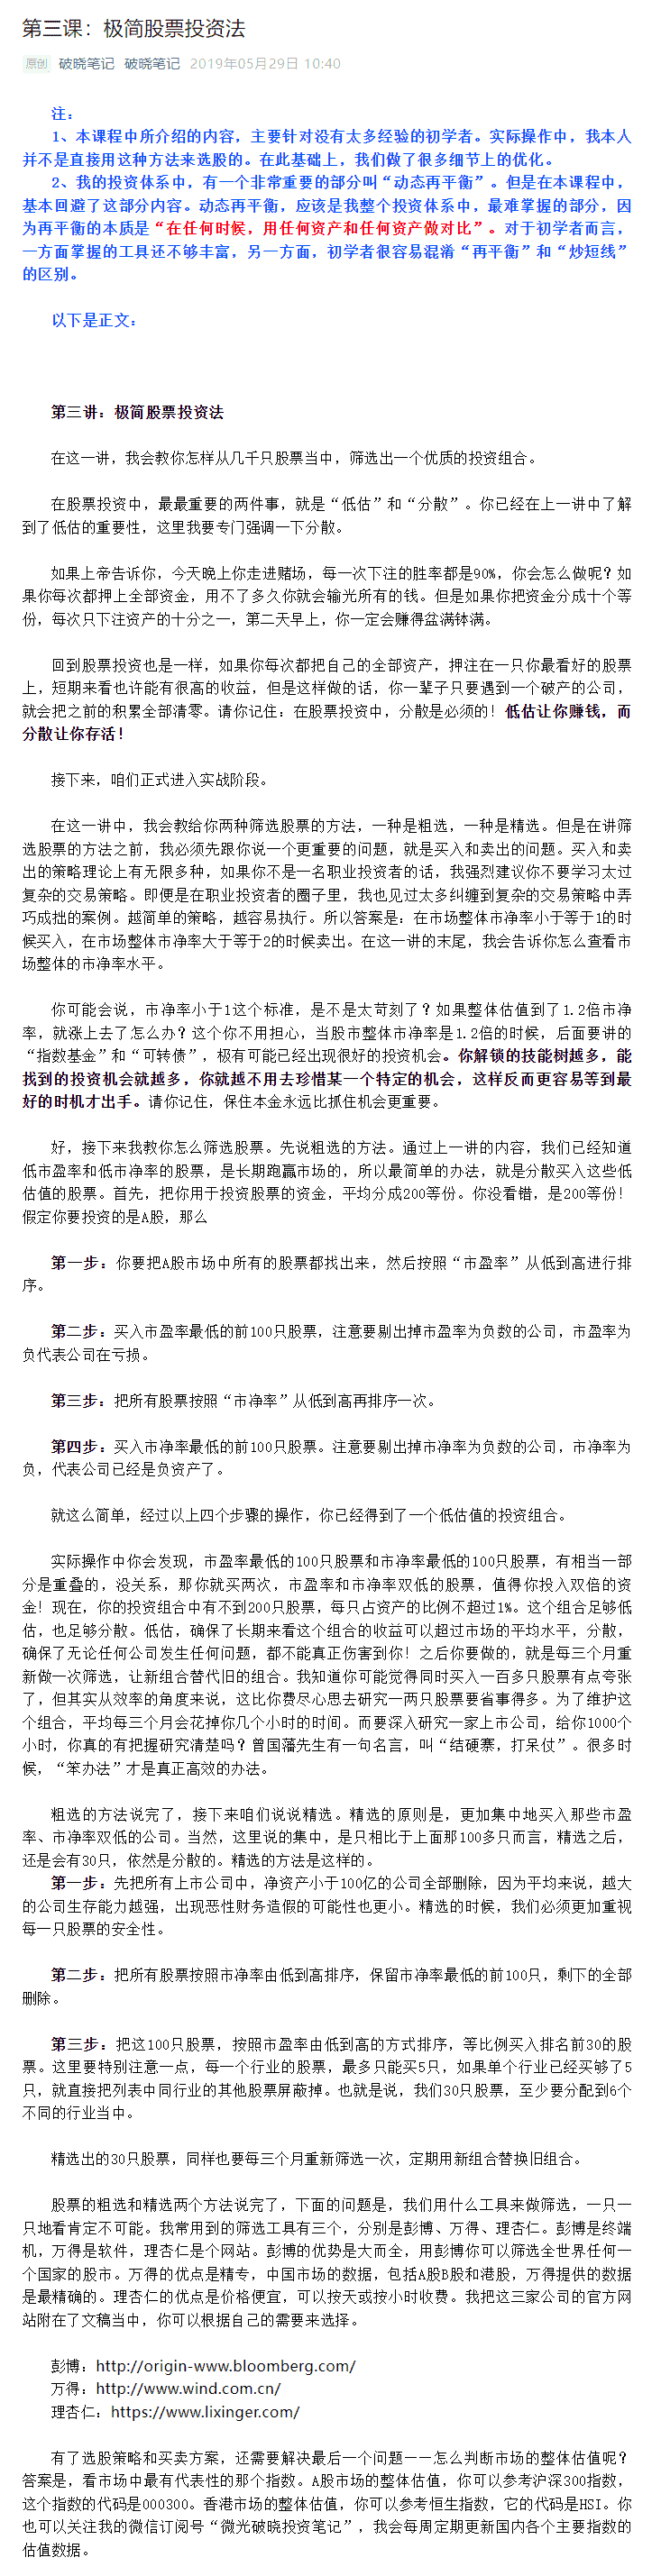 第三课：极简股票投资法
原创 破晓笔记 破晓笔记 2019年05月29日 10:40
注：
1、本课程中所介绍的内容，主要针对没有太多经验的初学者。实际操作中，我本人
并不是直接用这种方法来选股的。在此基础上，我们做了很多细节上的优化。
2、我的投资体系中，有一个非常重要的部分叫“动态再平衡”。但是在本课程中，
基本回避了这部分内容。动态再平衡，应该是我整个投资体系中，最难掌握的部分，因
为再平衡的本质是“在任何时候，用任何资产和任何资产做对比”。对于初学者而言，
一方面掌握的工具还不够丰富，另一方面，初学者很容易混淆“再平衡”和“炒短线”
的区别。
以下是正文：
第三讲：极简股票投资法
在这一讲，我会教你怎样从几千只股票当中，筛选出一个优质的投资组合。
在股票投资中，最最重要的两件事，就是“低估”和“分散”。你已经在上一讲中了解
到了低估的重要性，这里我要专门强调一下分散。
如果上帝告诉你，今天晚上你走进赌场，每一次下注的胜率都是90%，你会怎么做呢？如
果你每次都押上全部资金，用不了多久你就会输光所有的钱。但是如果你把资金分成十个等
份，每次只下注资产的十分之一，第二天早上，你一定会赚得盆满钵满。
回到股票投资也是一样，如果你每次都把自己的全部资产，押注在一只你最看好的股票
上，短期来看也许能有很高的收益，但是这样做的话，你一辈子只要遇到一个破产的公司，
就会把之前的积累全部清零。请你记住：在股票投资中，分散是必须的！低估让你赚钱，而
分散让你存活！
接下来，咱们正式进入实战阶段。
在这一讲中，我会教给你两种筛选股票的方法，一种是粗选，一种是精选。但是在讲筛
选股票的方法之前，我必须先跟你说一个更重要的问题，就是买入和卖出的问题。买入和卖
出的策略理论上有无限多种，如果你不是一名职业投资者的话，我强烈建议你不要学习太过
复杂的交易策略。即便是在职业投资者的圈子里，我也见过太多纠缠到复杂的交易策略中弄
巧成拙的案例。越简单的策略，越容易执行。所以答案是：在市场整体市净率小于等于1的时
候买入，在市场整体市净率大于等于2的时候卖出。在这一讲的末尾，我会告诉你怎么查看市
场整体的市净率水平。
你可能会说，市净率小于1这个标准，是不是太苛刻了？如果整体估值到了1.2倍市净
率，就涨上去了怎么办？这个你不用担心，当股市整体市净率是1.2倍的时候，后面要讲的
“指数基金”和“可转债”，极有可能已经出现很好的投资机会。你解锁的技能树越多，能
找到的投资机会就越多，你就越不用去珍惜某一个特定的机会，这样反而更容易等到最
好的时机才出手。请你记住，保住本金永远比抓住机会更重要。
好，接下来我教你怎么筛选股票。先说粗选的方法。通过上一讲的内容，我们已经知道
低市盈率和低市净率的股票，是长期跑赢市场的，所以最简单的办法，就是分散买入这些低
估值的股票。首先，把你用于投资股票的资金，平均分成200等份。你没看错，是200等份！
假定你要投资的是A股，那么
第一步：你要把A股市场中所有的股票都找出来，然后按照“市盈率”从低到高进行排
序。
第二步：买入市盈率最低的前100只股票，注意要剔出掉市盈率为负数的公司，市盈率为
负代表公司在亏损。
第三步：把所有股票按照“市净率”从低到高再排序一次。
第四步：买入市净率最低的前100只股票。注意要剔出掉市净率为负数的公司，市净率为
负，代表公司已经是负资产了。
就这么简单，经过以上四个步骤的操作，你已经得到了一个低估值的投资组合。
实际操作中你会发现，市盈率最低的100只股票和市净率最低的100只股票，有相当一部
分是重叠的，没关系，那你就买两次，市盈率和市净率双低的股票，值得你投入双倍的资
金！现在，你的投资组合中有不到200只股票，每只占资产的比例不超过1%。这个组合足够低
估，也足够分散。低估，确保了长期来看这个组合的收益可以超过市场的平均水平，分散，
确保了无论任何公司发生任何问题，都不能真正伤害到你！之后你要做的，就是每三个月重
新做一次筛选，让新组合替代旧的组合。我知道你可能觉得同时买入一百多只股票有点夸张
了，但其实从效率的角度来说，这比你费尽心思去研究一两只股票要省事得多。为了维护这
个组合，平均每三个月会花掉你几个小时的时间。而要深入研究一家上市公司，给你1000个
小时，你真的有把握研究清楚吗？曾国藩先生有一句名言，叫“结硬寨，打呆仗”。很多时
候，“笨办法”才是真正高效的办法。
粗选的方法说完了，接下来咱们说说精选。精选的原则是，更加集中地买入那些市盈
率、市净率双低的公司。当然，这里说的集中，是只相比于上面那100多只而言，精选之后，
还是会有30只，依然是分散的。精选的方法是这样的。
第一步：先把所有上市公司中，净资产小于100亿的公司全部删除，因为平均来说，越大
的公司生存能力越强，出现恶性财务造假的可能性也更小。精选的时候，我们必须更加重视
每一只股票的安全性。
第二步：把所有股票按照市净率由低到高排序，保留市净率最低的前100只，剩下的全部
删除。
第三步：把这100只股票，按照市盈率由低到高的方式排序，等比例买入排名前30的股
票。这里要特别注意一点，每一个行业的股票，最多只能买5只，如果单个行业已经买够了5
只，就直接把列表中同行业的其他股票屏蔽掉。也就是说，我们30只股票，至少要分配到6个
不同的行业当中。
精选出的30只股票，同样也要每三个月重新筛选一次，定期用新组合替换旧组合。
股票的粗选和精选两个方法说完了，下面的问题是，我们用什么工具来做筛选，一只一
只地看肯定不可能。我常用到的筛选工具有三个，分别是彭博、万得、理杏仁。彭博是终端
机，万得是软件，理杏仁是个网站。彭博的优势是大而全，用彭博你可以筛选全世界任何一
个国家的股市。万得的优点是精专，中国市场的数据，包括A股B股和港股，万得提供的数据
是最精确的。理杏仁的优点是价格便宜，可以按天或按小时收费。我把这三家公司的官方网
站附在了文稿当中，你可以根据自己的需要来选择。
彭博：http://origin-www.bloomberg.com/
万得：http://www.wind.com.cn/
理杏仁：https://www.lixinger.com/
有了选股策略和买卖方案，还需要解决最后一个问题——怎么判断市场的整体估值呢？
答案是，看市场中最有代表性的那个指数。A股市场的整体估值，你可以参考沪深300指数，
这个指数的代码是000300。香港市场的整体估值，你可以参考恒生指数，它的代码是HSI。你
也可以关注我的微信订阅号“微光破晓投资笔记”，我会每周定期更新国内各个主要指数的
估值数据。